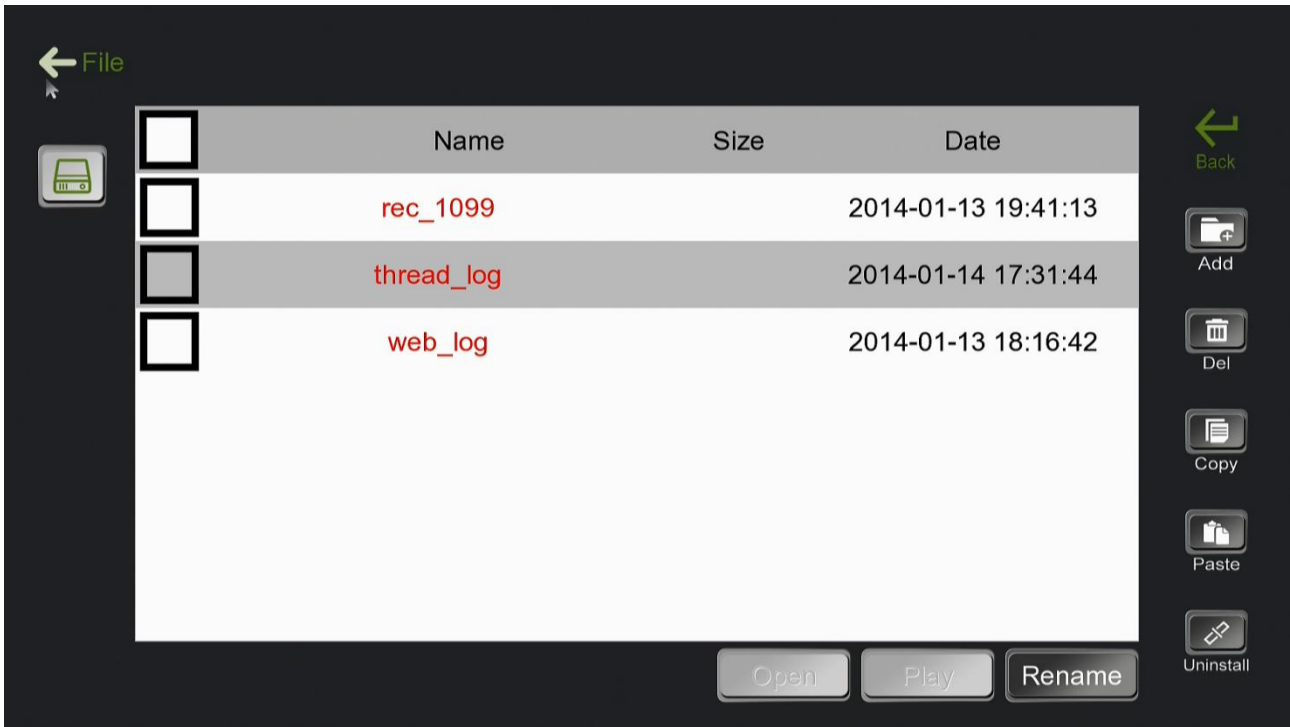 File
Name Size Date
Back
rec_1099 2014-01-13 19:41:13
Add
thread_log 2014-01-14 17:31:44
web_log 2014-01-13 18:16:42
Del
Copy
Paste
Uninstall
Open Play Rename